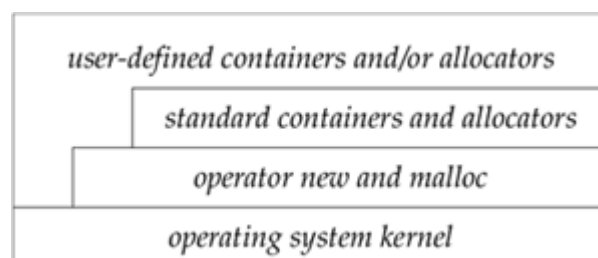 user-defined containers and/or allocators
standard containers and allocators
operator new and malloc
operating system kernel